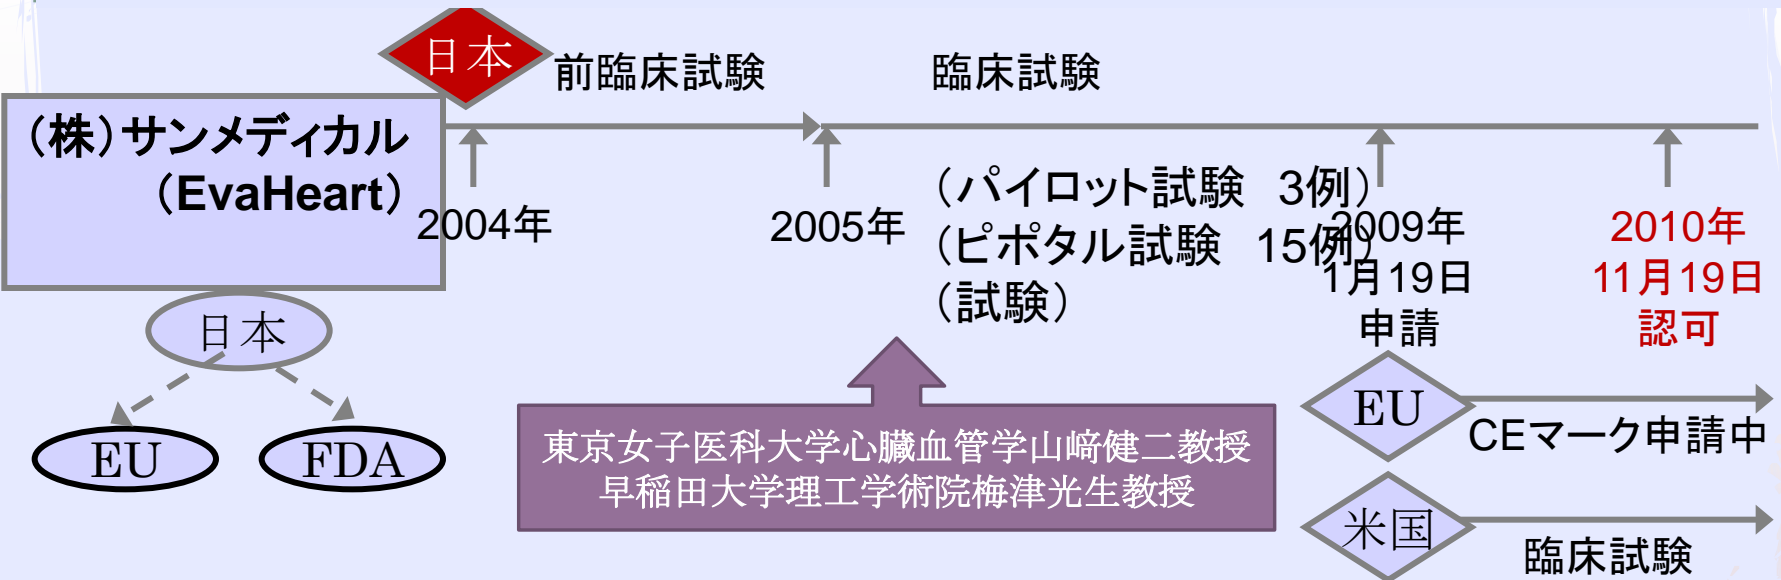 日本
前臨床試験
臨床試験
（株）サンメディカル
（EvaHeart）
2004年
2005年
（パイロット試験　3例）
（ピポタル試験　15例）
（試験）
2009年
1月19日
申請
2010年
11月19日
認可
日本
EU
FDA
東京女子医科大学心臓血管学山﨑健二教授
早稲田大学理工学術院梅津光生教授
EU
CEマーク申請中
米国
臨床試験